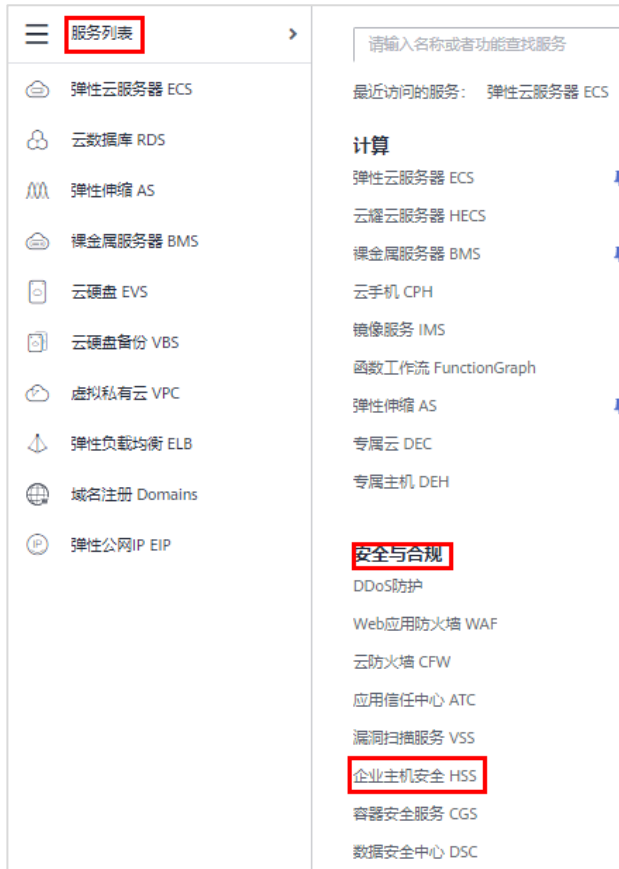 服务列表
弹性云服务器 ECS
云数据库 RDS
弹性伸缩 AS
裸金属服务器 BMS
云硬盘 EVS
云硬盘备份 VBS
虚拟私有云 VPC
弹性负载均衡 ELB
域名注册 Domains
IP
弹性公网IP EIP
请输入名称或者功能查找服务
最近访问的服务： 弹性云服务器 ECS
计算
弹性云服务器 ECS
云耀云服务器 HECS
裸金属服务器 BMS
云手机 CPH
镜像服务 IMS
函数工作流 FunctionGraph
弹性伸缩 AS
专属云 DEC
专属主机 DEH
安全与合规
DDoS防护
Web应用防火墙 WAF
云防火墙 CFW
应用信任中心 ATC
漏洞扫描服务 VSS
企业主机安全 HSS
容器安全服务 CGS
数据安全中心 DSC